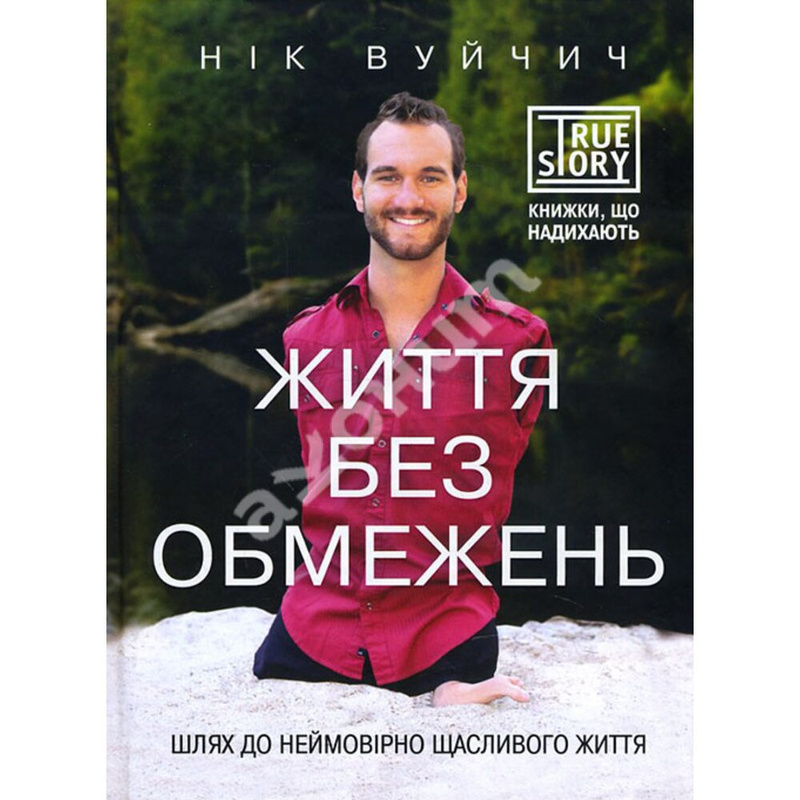 НІК ВУЙЧИЧ
TRUE
STORY
КНИЖКИ, ЩО
НАДИХАЮТЬ
ЖИТТЯ
БЕЗ
ОБМЕЖЕНЬ
ШЛЯХ ДО НЕЙМОВІРНО ЩАСЛИВОГО ЖИТТЯ